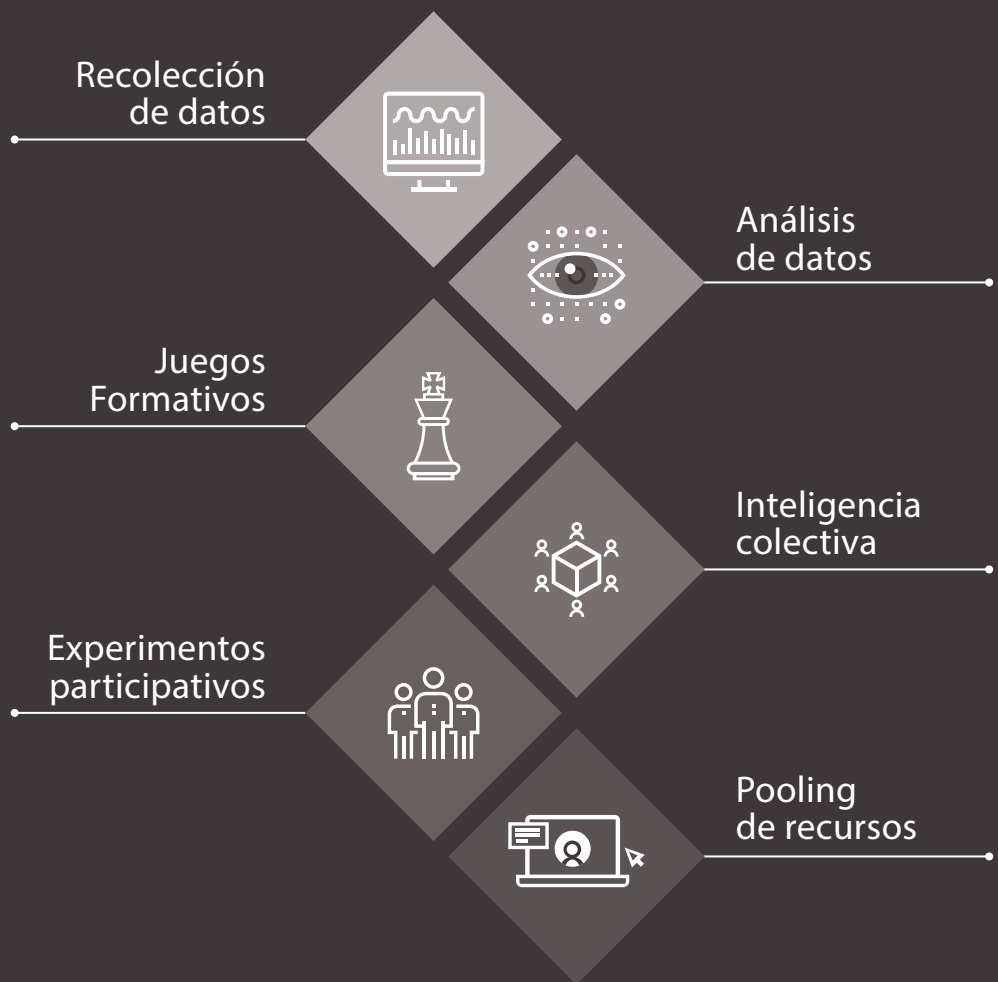 Recolección
de datos
Análisis
de datos
Juegos
Formativos
Inteligencia
colectiva
Experimentos
participativos
Pooling
de recursos